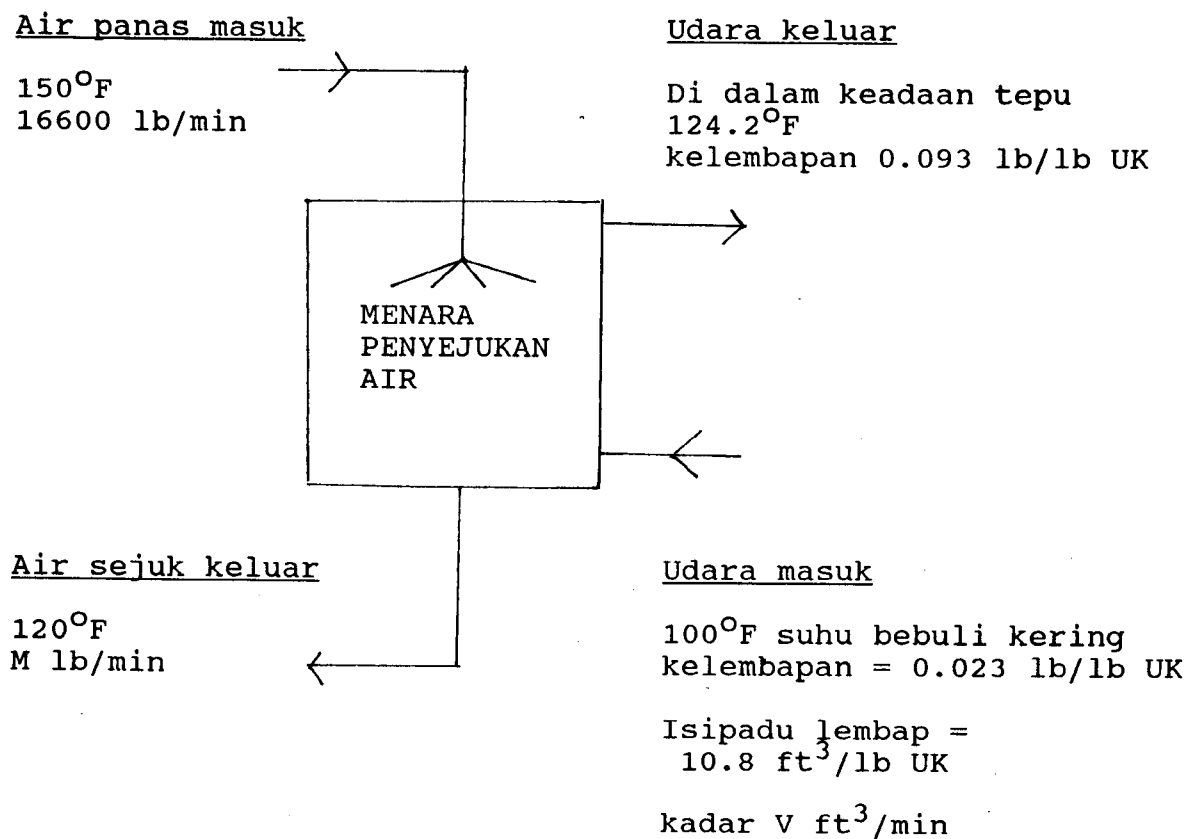 Air panas masuk
150°F
16600 lb/min
Udara keluar
Di dalam keadaan tepu
124.2°F
kelembapan 0.093 lb/lb UK
MENARA
PENYEJUKAN
AIR
Air sejuk keluar
120°F
M lb/min
Udara masuk
100°F suhu bebuli kering
kelembapan = 0.023 lb/lb UK
Isipadu lembap =
10.8 ft³/lb UK
kadar V ft³/min